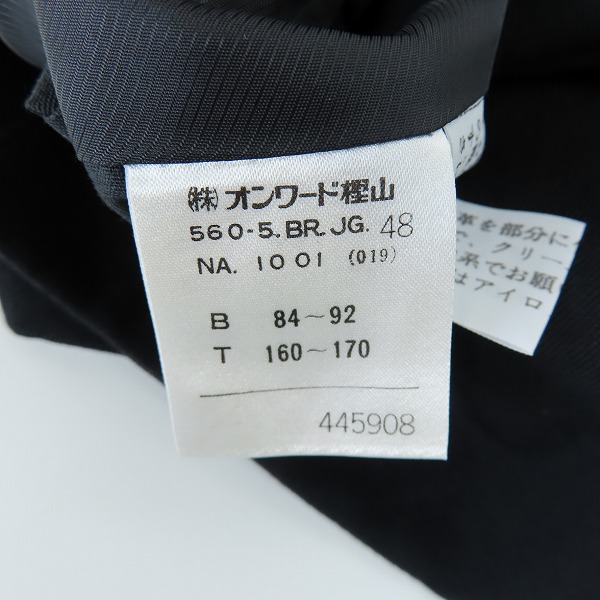 (株)オンワード樫山
560-5. BR. JG. 48
NA. 1001 (019)
B 84~92
T 160~170
445908
革を部分に
クリー
来でお願
はアイロ